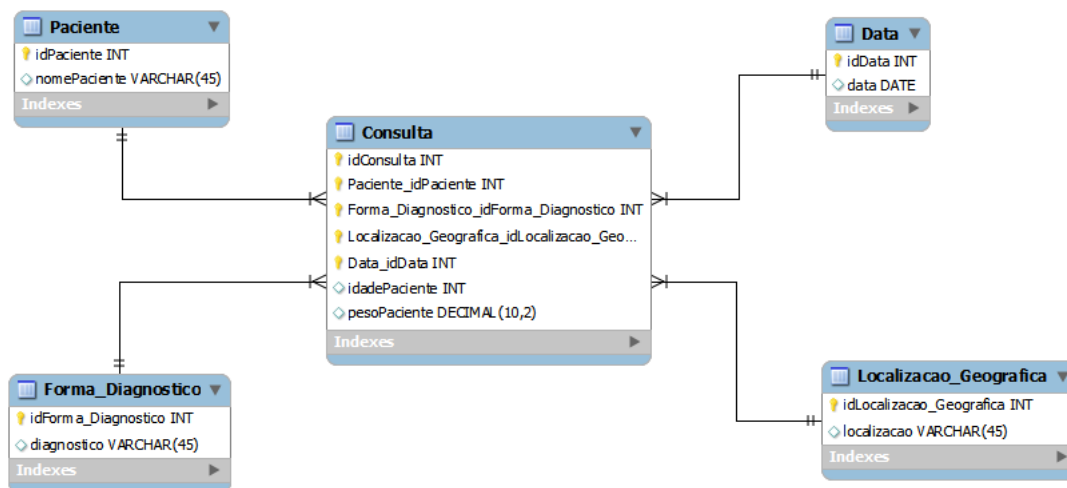 Paciente
idPaciente INT
nomePaciente VARCHAR(45)
Indexes
Data
idData INT
data DATE
Indexes
Consulta
idConsulta INT
Paciente_idPaciente INT
Forma_Diagnostico_idForma_Diagnostico INT
Localizacao_Geografica_idLocalizacao_Geo...
Data_idData INT
idadePaciente INT
pesoPaciente DECIMAL(10,2)
Indexes
Forma_Diagnostico
idForma_Diagnostico INT
diagnostico VARCHAR(45)
Indexes
Localizacao_Geografica
idLocalizacao_Geografica INT
localizacao VARCHAR(45)
Indexes